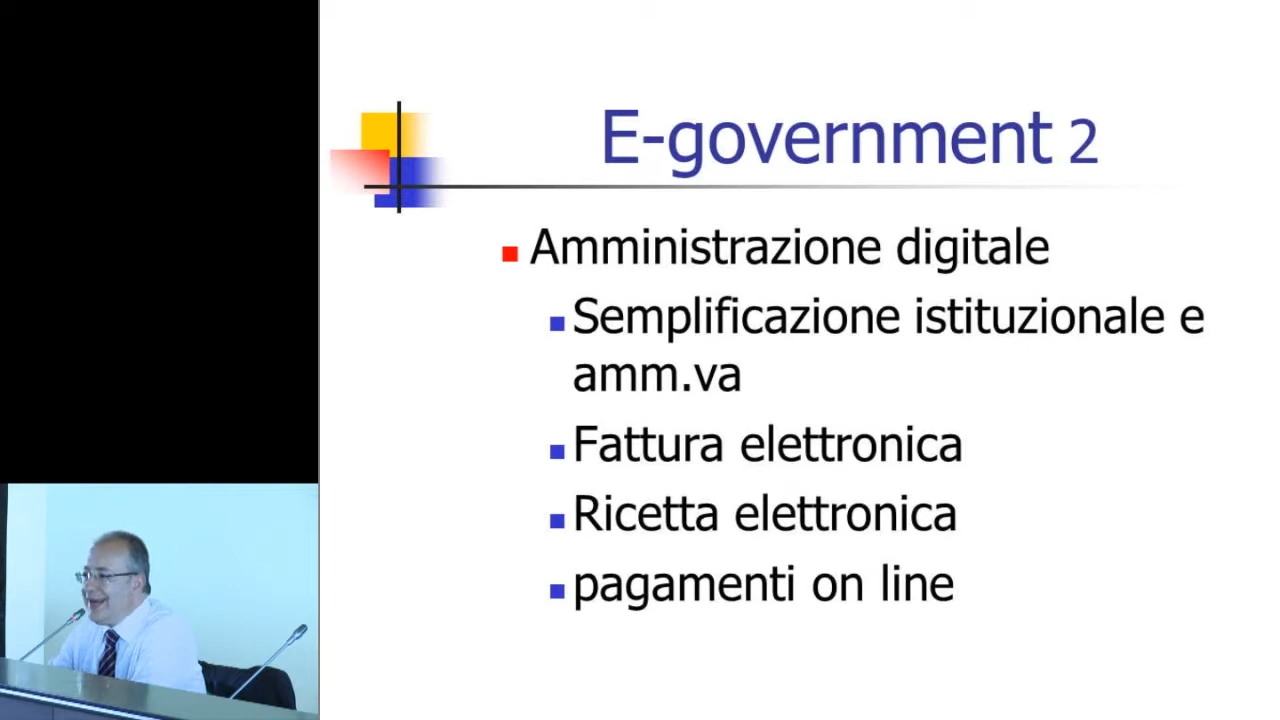 E-government 2
Amministrazione digitale
Semplificazione istituzionale e
amm.va
Fattura elettronica
Ricetta elettronica
pagamenti on line